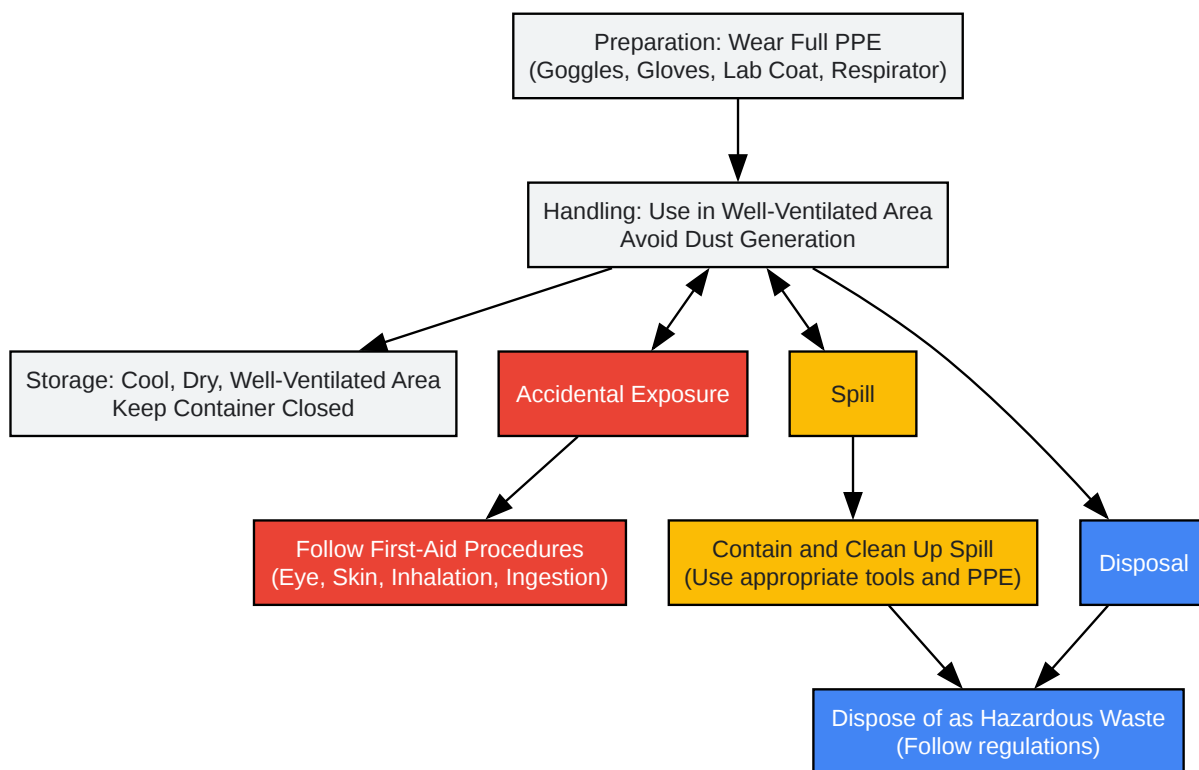 Preparation: Wear Full PPE
(Goggles, Gloves, Lab Coat, Respirator)
Handling: Use in Well-Ventilated Area
Avoid Dust Generation
Storage: Cool, Dry, Well-Ventilated Area
Keep Container Closed
Accidental Exposure
Spill
Follow First-Aid Procedures
(Eye, Skin, Inhalation, Ingestion)
Contain and Clean Up Spill
(Use appropriate tools and PPE)
Disposal
Dispose of as Hazardous Waste
(Follow regulations)